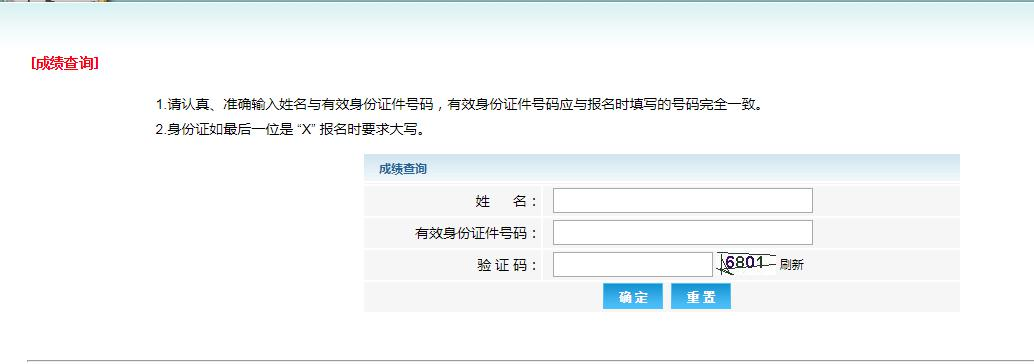 [成绩查询]
1.请认真、准确输入姓名与有效身份证件号码，有效身份证件号码应与报名时填写的号码完全一致。
2.身份证如最后一位是 “X” 报名时要求大写。
成绩查询
姓 名：
有效身份证件号码：
验 证 码： 6801 刷新
确 定 重 置